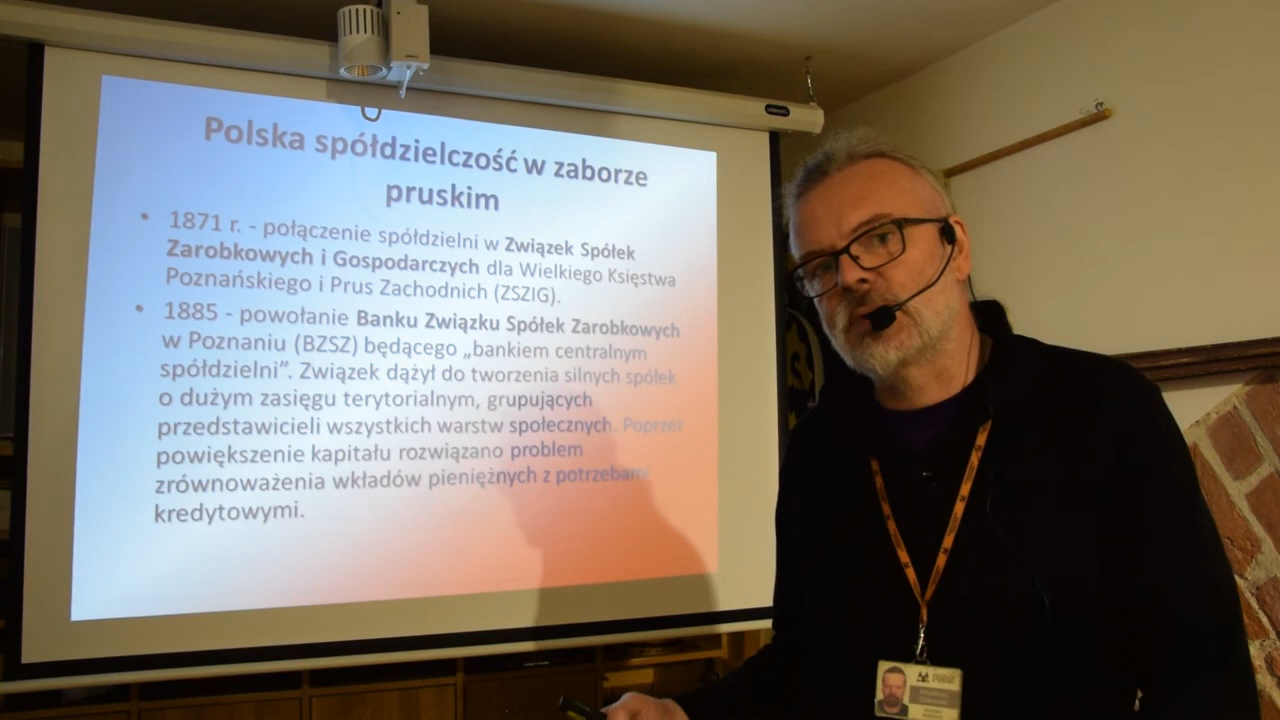 Polska spółdzielczość w zaborze
pruskim
• 1871 r. - połączenie spółdzielni w Związek Spółek
Zarobkowych i Gospodarczych dla Wielkiego Księstwa
Poznańskiego i Prus Zachodnich (ZSZIG).
• 1885 - powołanie Banku Związku Spółek Zarobkowych
w Poznaniu (BZSZ) będącego „bankiem centralnym
spółdzielni”. Związek dążył do tworzenia silnych spółek
o dużym zasięgu terytorialnym, grupujących
przedstawicieli wszystkich warstw społecznych. Poprzez
powiększenie kapitału rozwiązano problem
zrównoważenia wkładów pieniężnych z potrzebami
kredytowymi.